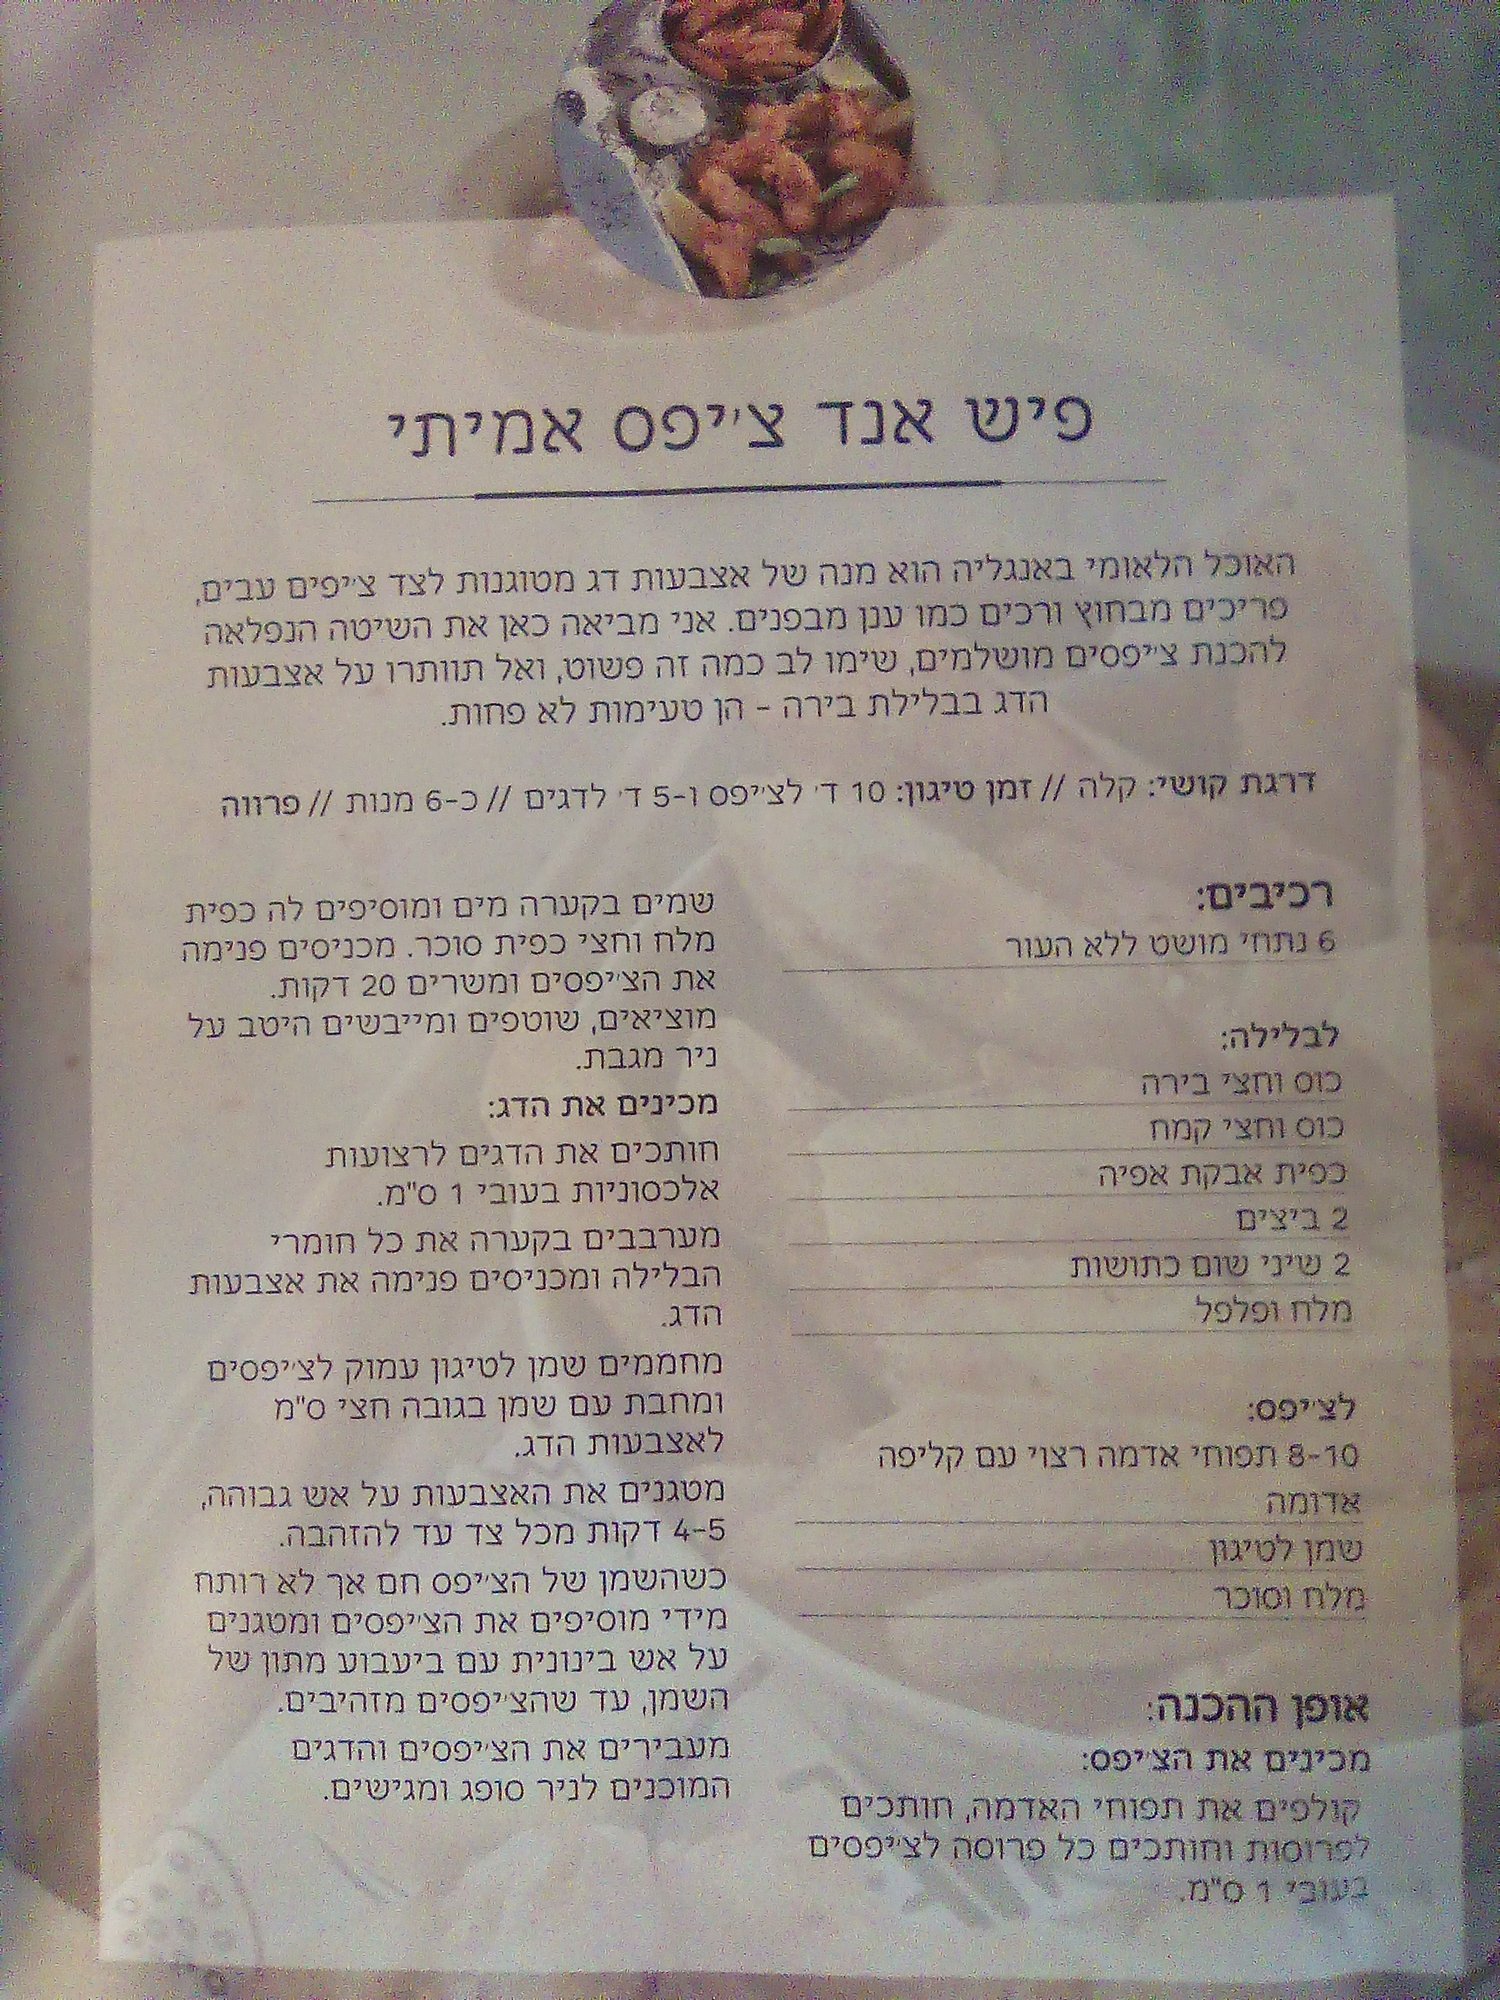 פיש אנד צ׳יפס אמיתי
האוכל הלאומי באנגליה הוא מנה של אצבעות דג מטוגנות לצד צ׳יפים עבים,
פריכים מבחוץ ורכים כמו ענן מבפנים. אני מביאה כאן את השיטה הנפלאה
להכנת צ׳יפסים מושלמים, שימו לב כמה זה פשוט, ואל תוותרו על אצבעות
הדג בבלילת בירה – הן טעימות לא פחות.
דרגת קושי: קלה // זמן טיגון: 10 ד׳ לצ׳יפס ו-5 ד׳ לדגים // כ-6 מנות // פרווה
רכיבים:
6 נתחי מושט ללא העור
לבלילה:
כוס וחצי בירה
כוס וחצי קמח
כפית אבקת אפיה
2 ביצים
2 שיני שום כתושות
מלח ופלפל
לצ׳יפס:
8-10 תפוחי אדמה רצוי עם קליפה
אדומה
שמן לטיגון
מלח וסוכר
אופן ההכנה:
מכינים את הצ׳יפס:
קולפים את תפוחי האדמה, חותכים
לפרוסות וחותכים כל פרוסה לצ׳יפסים
בעובי 1 ס"מ.
שמים בקערה מים ומוסיפים לה כפית
מלח וחצי כפית סוכר. מכניסים פנימה
את הצ׳יפסים ומשרים 20 דקות.
מוציאים, שוטפים ומייבשים היטב על
ניר מגבת.
מכינים את הדג:
חותכים את הדגים לרצועות
אלכסוניות בעובי 1 ס"מ.
מערבבים בקערה את כל חומרי
הבלילה ומכניסים פנימה את אצבעות
הדג.
מחממים שמן לטיגון עמוק לצ׳יפסים
ומחבת עם שמן בגובה חצי ס"מ
לאצבעות הדג.
מטגנים את האצבעות על אש גבוהה,
4-5 דקות מכל צד עד להזהבה.
כשהשמן של הצ׳יפס חם אך לא רותח
מידי מוסיפים את הצ׳יפסים ומטגנים
על אש בינונית עם ביעבוע מתון של
השמן, עד שהצ׳יפסים מזהיבים.
מעבירים את הצ׳יפסים והדגים
המוכנים לניר סופג ומגישים.